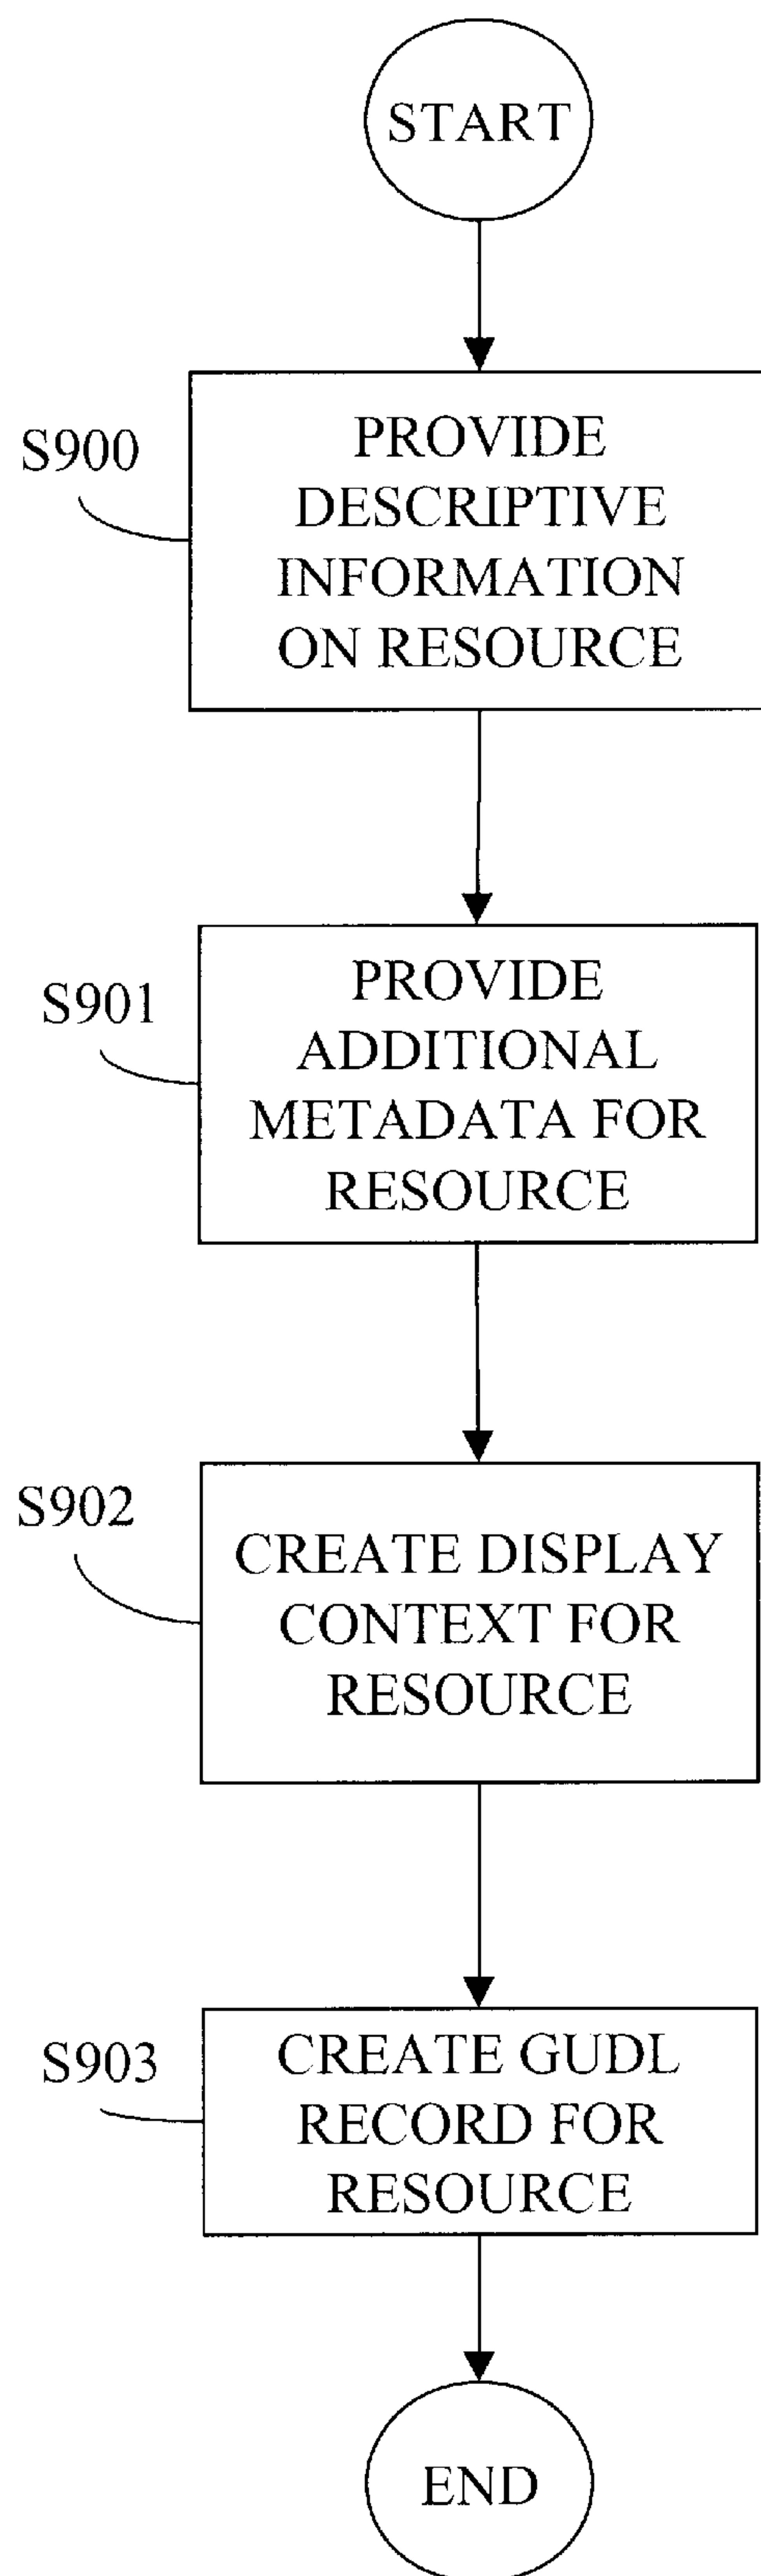 START
S900
PROVIDE
DESCRIPTIVE
INFORMATION
ON RESOURCE
S901
PROVIDE
ADDITIONAL
METADATA FOR
RESOURCE
S902
CREATE DISPLAY
CONTEXT FOR
RESOURCE
S903
CREATE GUDL
RECORD FOR
RESOURCE
END